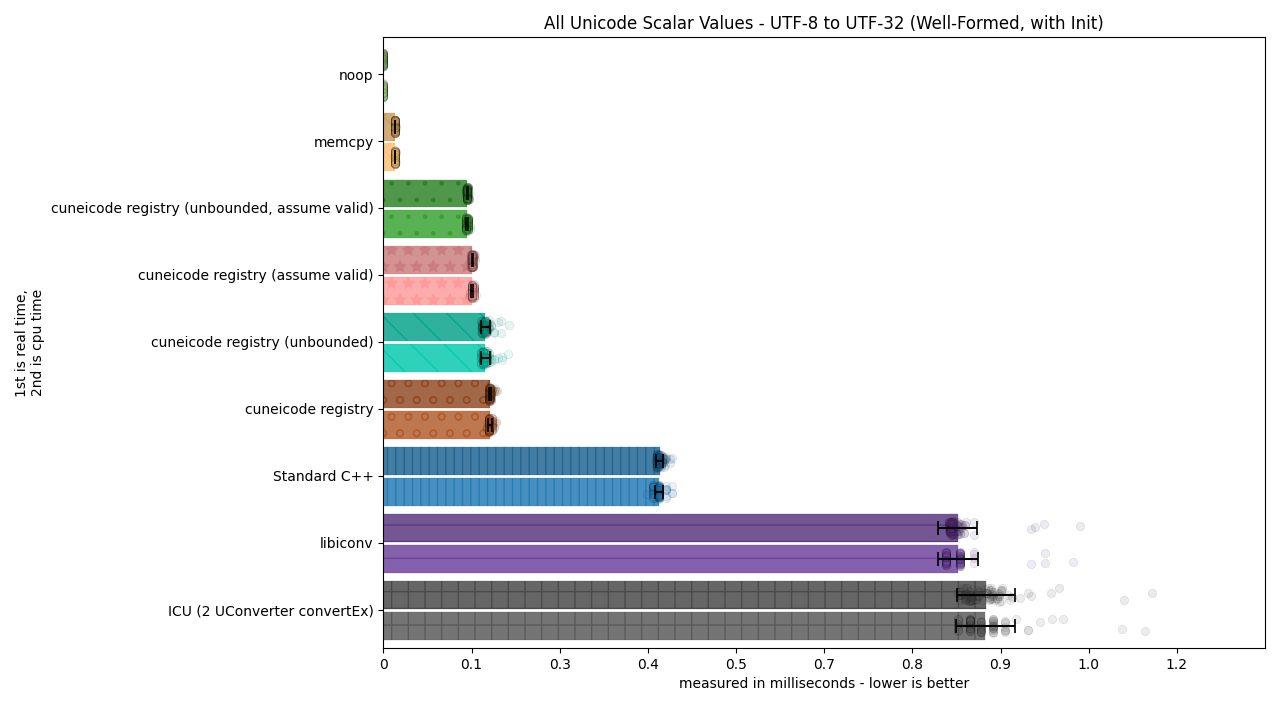 All Unicode Scalar Values - UTF-8 to UTF-32 (Well-Formed, with Init)
noop
memcpy
cuneicode registry (unbounded, assume valid)
cuneicode registry (assume valid)
cuneicode registry (unbounded)
cuneicode registry
Standard C++
libiconv
ICU (2 UConverter convertEx)
1st is real time,
2nd is cpu time
0 0.1 0.3 0.4 0.5 0.7 0.8 0.9 1.0 1.2
measured in milliseconds - lower is better